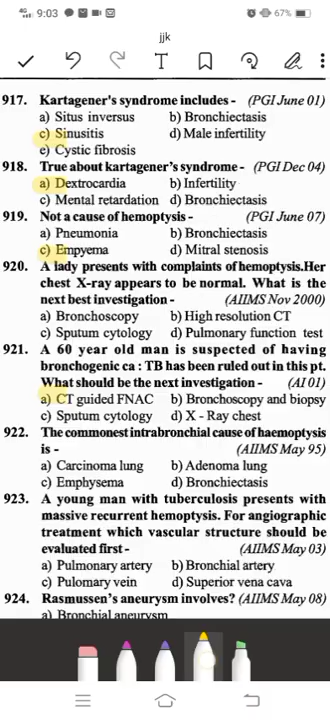 4G 9:03 67%
jjk
917. Kartagener's syndrome includes - (PGI June 01)
a) Situs inversus b) Bronchiectasis
c) Sinusitis d) Male infertility
e) Cystic fibrosis
918. True about kartagener's syndrome - (PGI Dec 04)
a) Dextrocardia b) Infertility
c) Mental retardation d) Bronchiectasis
919. Not a cause of hemoptysis - (PGI June 07)
a) Pneumonia b) Bronchiectasis
c) Empyema d) Mitral stenosis
920. A lady presents with complaints of hemoptysis.Her
chest X-ray appears to be normal. What is the
next best investigation - (AIIMS Nov 2000)
a) Bronchoscopy b) High resolution CT
c) Sputum cytology d) Pulmonary function test
921. A 60 year old man is suspected of having
bronchogenic ca : TB has been ruled out in this pt.
What should be the next investigation - (AI 01)
a) CT guided FNAC b) Bronchoscopy and biopsy
c) Sputum cytology d) X - Ray chest
922. The commonest intrabronchial cause of haemoptysis
is - (AIIMS May 95)
a) Carcinoma lung b) Adenoma lung
c) Emphysema d) Bronchiectasis
923. A young man with tuberculosis presents with
massive recurrent hemoptysis. For angiographic
treatment which vascular structure should be
evaluated first - (AIIMS May 03)
a) Pulmonary artery b) Bronchial artery
c) Pulomary vein d) Superior vena cava
924. Rasmussen's aneurysm involves? (AIIMS May 08)
a) Bronchial aneurysm